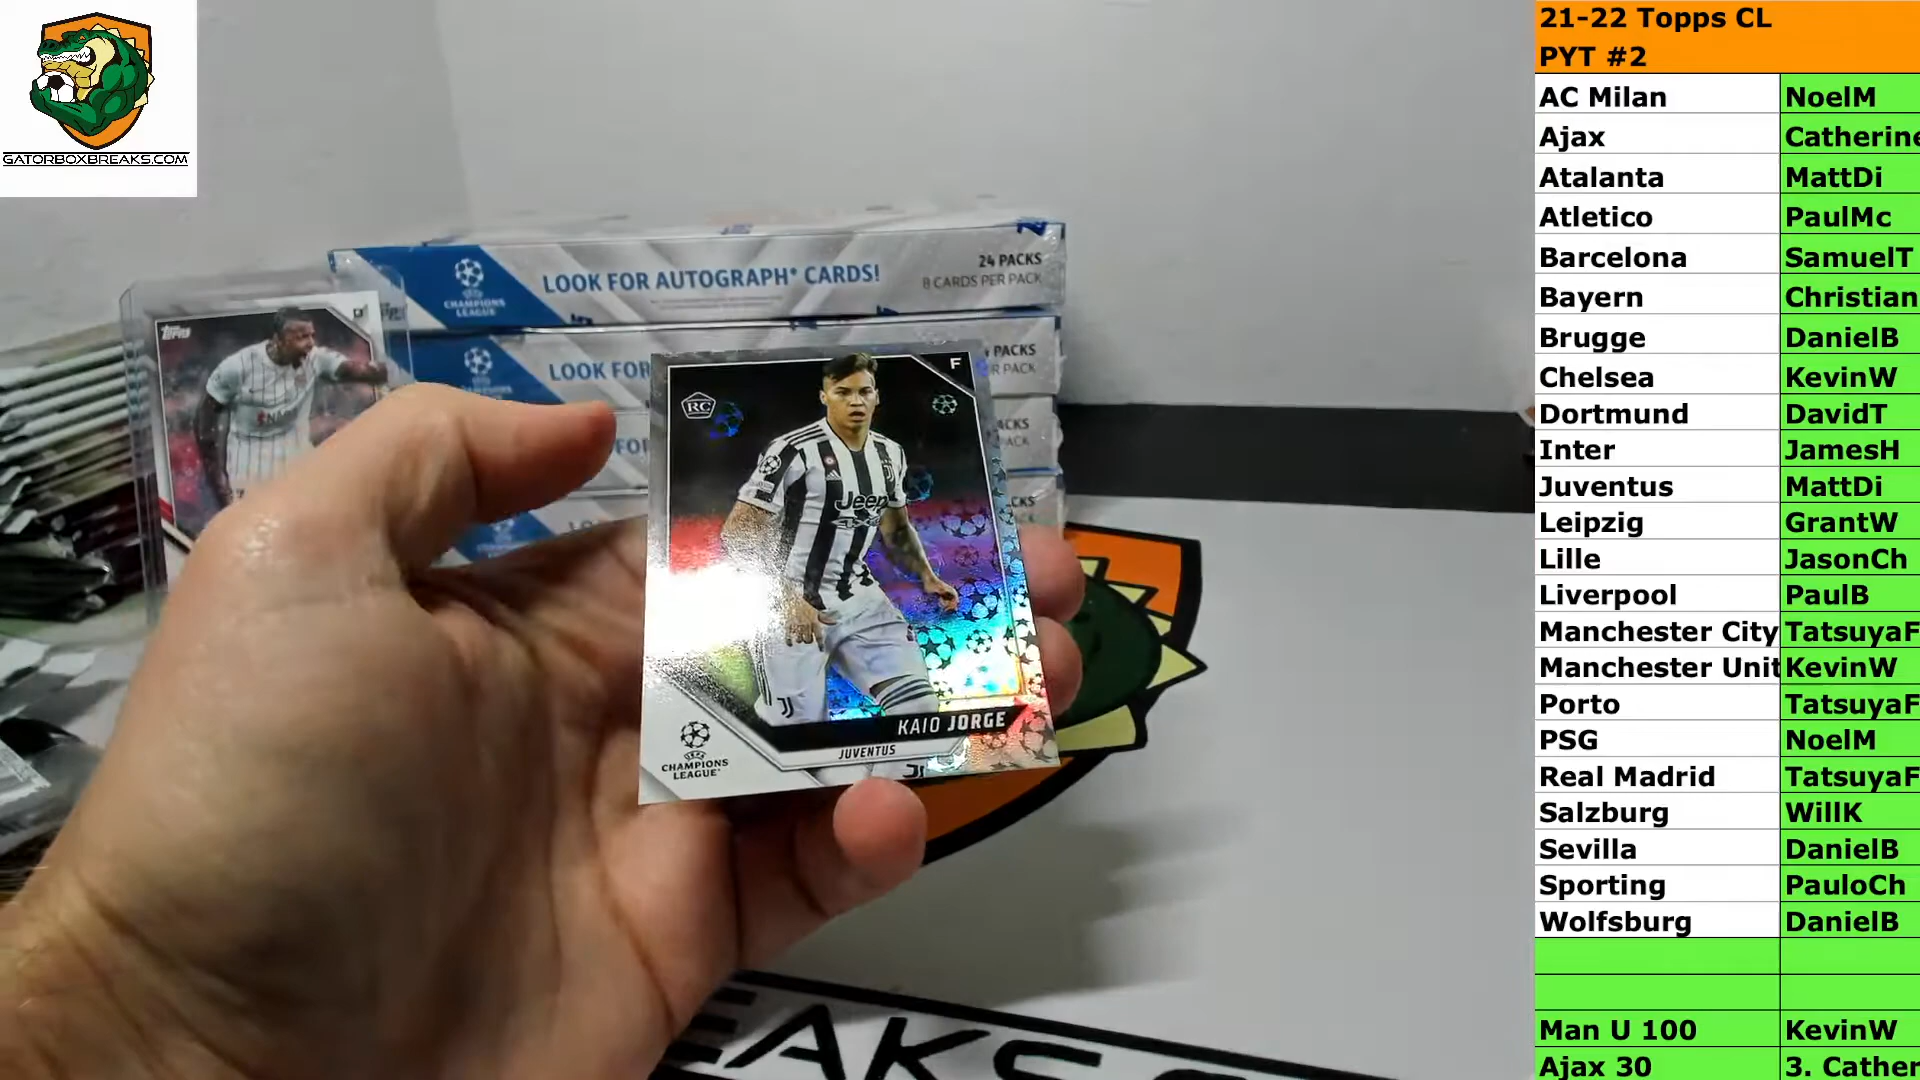 GATORBOXBREAKS.COM
LOOK FOR AUTOGRAPH* CARDS!
24 PACKS
8 CARDS PER PACK
CHAMPIONS
LEAGUE
TOPPS
LOOK FOR
PACKS
F
RC
Jeep
KAIO JORGE
JUVENTUS
UEFA
CHAMPIONS
LEAGUE
EAKS
21-22 Topps CL
PYT #2
AC Milan NoelM
Ajax Catherine
Atalanta MattDi
Atletico PaulMc
Barcelona SamuelT
Bayern Christian
Brugge DanielB
Chelsea KevinW
Dortmund DavidT
Inter JamesH
Juventus MattDi
Leipzig GrantW
Lille JasonCh
Liverpool PaulB
Manchester City TatsuyaF
Manchester Unit KevinW
Porto TatsuyaF
PSG NoelM
Real Madrid TatsuyaF
Salzburg WillK
Sevilla DanielB
Sporting PauloCh
Wolfsburg DanielB
Man U 100 KevinW
Ajax 30 3. Cather